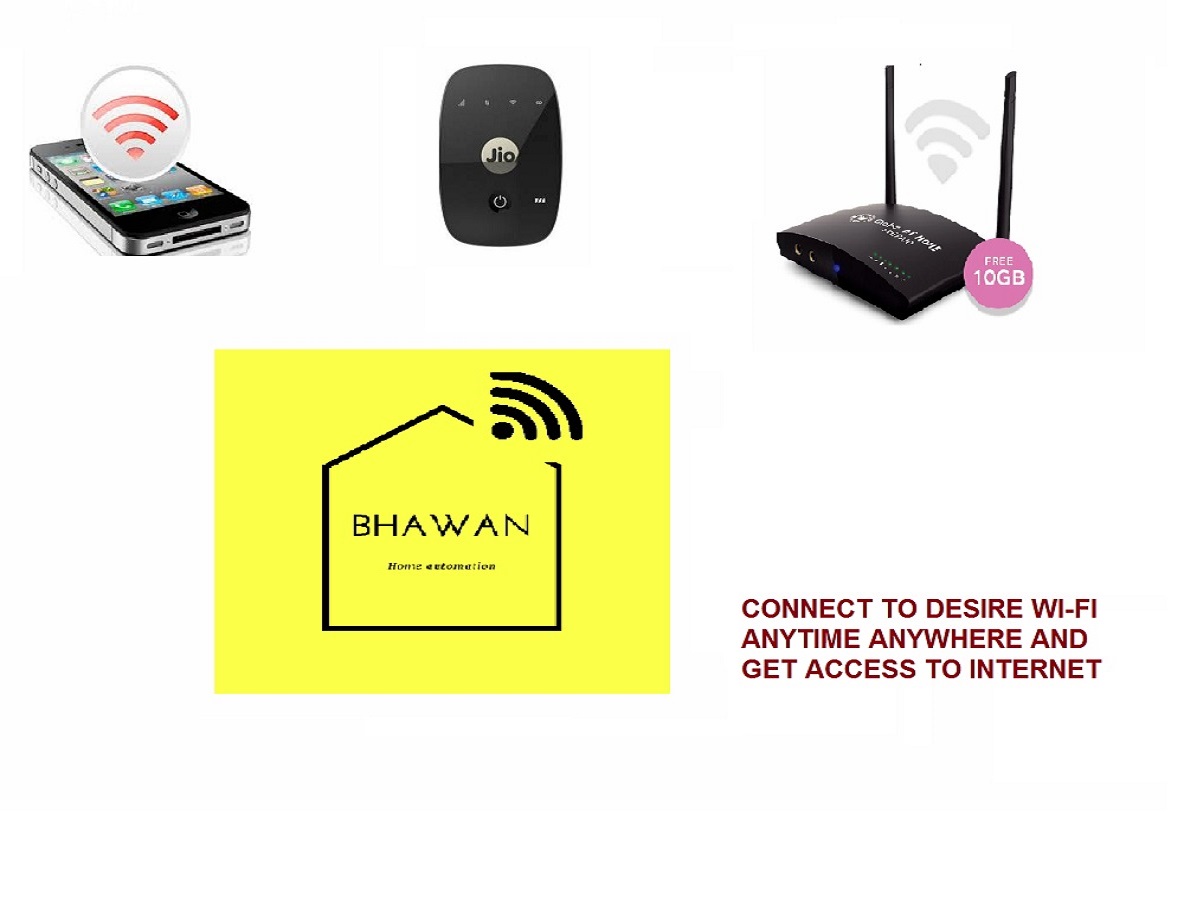 Jio
FREE
10GB
BHAWAN
Home automation
CONNECT TO DESIRE WI-FI
ANYTIME ANYWHERE AND
GET ACCESS TO INTERNET